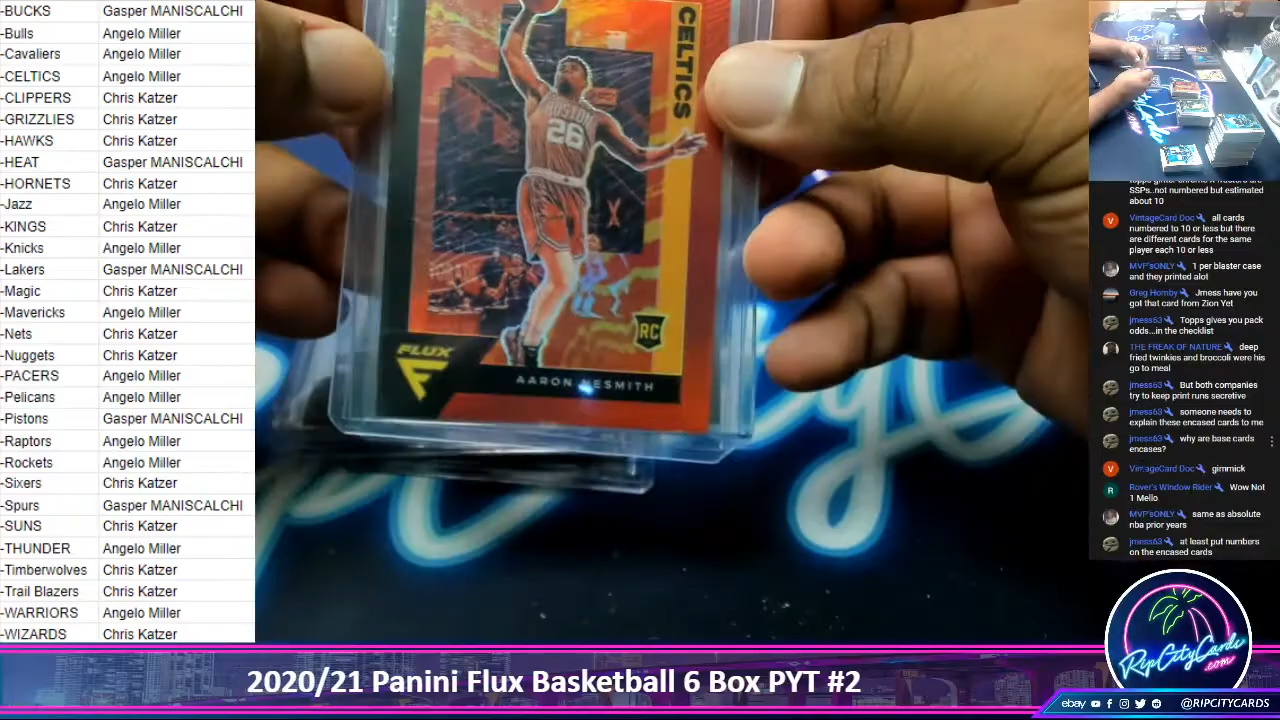 -BUCKS Gasper MANISCALCHI
-Bulls Angelo Miller
-Cavaliers Angelo Miller
-CELTICS Angelo Miller
-CLIPPERS Chris Katzer
-GRIZZLIES Chris Katzer
-HAWKS Chris Katzer
-HEAT Gasper MANISCALCHI
-HORNETS Chris Katzer
-Jazz Angelo Miller
-KINGS Chris Katzer
-Knicks Angelo Miller
-Lakers Gasper MANISCALCHI
-Magic Chris Katzer
-Mavericks Angelo Miller
-Nets Chris Katzer
-Nuggets Chris Katzer
-PACERS Angelo Miller
-Pelicans Angelo Miller
-Pistons Gasper MANISCALCHI
-Raptors Angelo Miller
-Rockets Angelo Miller
-Sixers Chris Katzer
-Spurs Gasper MANISCALCHI
-SUNS Chris Katzer
-THUNDER Angelo Miller
-Timberwolves Chris Katzer
-Trail Blazers Chris Katzer
-WARRIORS Angelo Miller
-WIZARDS Chris Katzer
CELTICS
BOSTON
26
RC
FLUX
F
AARON NESMITH
SSPs..not numbered but estimated
about 10
V VintageCard Doc all cards
numbered to 10 or less but there
are different cards for the same
player each 10 or less
MVP'sONLY 1 per blaster case
and they printed alot
Greg Hornby Jmess have you
got that card from Zion Yet
jmess63 Topps gives you pack
odds...in the checklist
THE FREAK OF NATURE deep
fried twinkies and broccoli were his
go to meal
jmess63 But both companies
try to keep print runs secretive
jmess63 someone needs to
explain these encased cards to me
jmess63 why are base cards
encases?
V VintageCard Doc gimmick
R Rover's Window Rider Wow Not
1 Mello
MVP'sONLY same as absolute
nba prior years
jmess63 at least put numbers
on the encased cards
RipCityCards
.com
2020/21 Panini Flux Basketball 6 Box PYT #2
ebay @RIPCITYCARDS